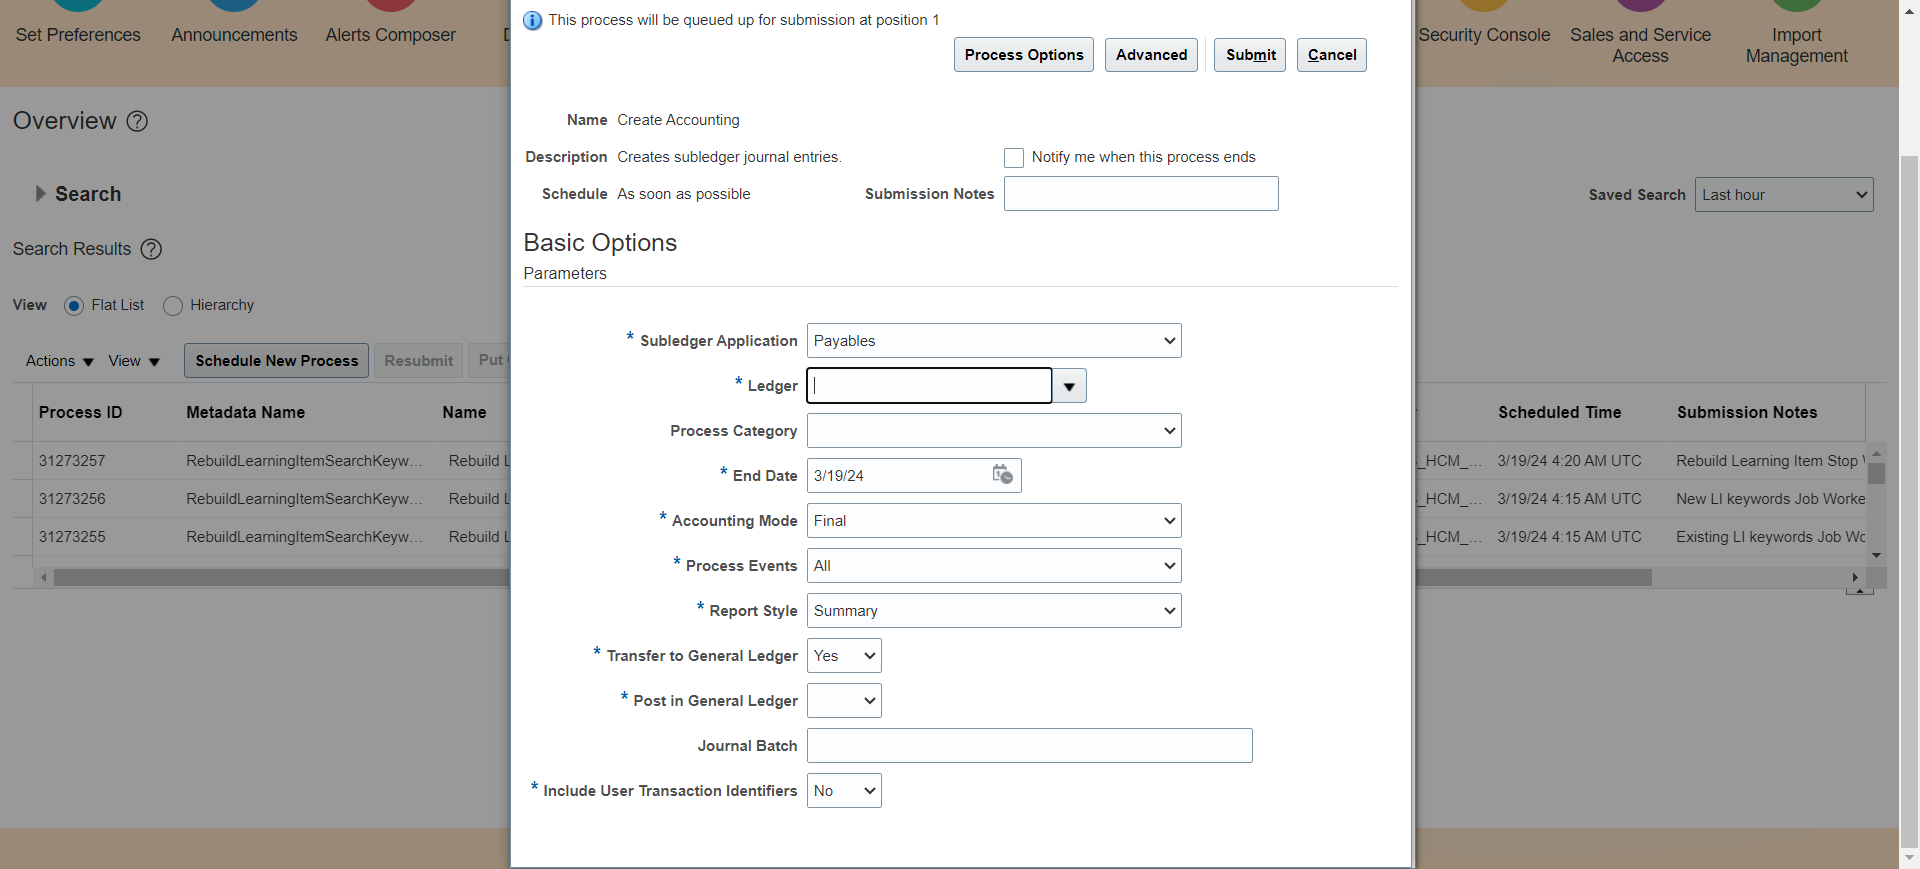 This process will be queued up for submission at position 1
Set Preferences
Announcements
Alerts Composer
Security Console
Sales and Service Access
Import Management
Process Options
Advanced
Submit
Cancel
Overview
Name Create Accounting
Description Creates subledger journal entries.
Notify me when this process ends
Search
Schedule As soon as possible
Submission Notes
Saved Search Last hour
Search Results
Basic Options
Parameters
View Flat List Hierarchy
Actions View Schedule New Process Resubmit Put
* Subledger Application Payables
* Ledger
Process Category
* End Date 3/19/24
* Accounting Mode Final
* Process Events All
* Report Style Summary
* Transfer to General Ledger Yes
* Post in General Ledger
Journal Batch
* Include User Transaction Identifiers No
Process ID Metadata Name Name Scheduled Time Submission Notes
31273257 RebuildLearningItemSearchKeyw... Rebuild _HCM_... 3/19/24 4:20 AM UTC Rebuild Learning Item Stop
31273256 RebuildLearningItemSearchKeyw... Rebuild _HCM_... 3/19/24 4:15 AM UTC New LI keywords Job Worke
31273255 RebuildLearningItemSearchKeyw... Rebuild _HCM_... 3/19/24 4:15 AM UTC Existing LI keywords Job